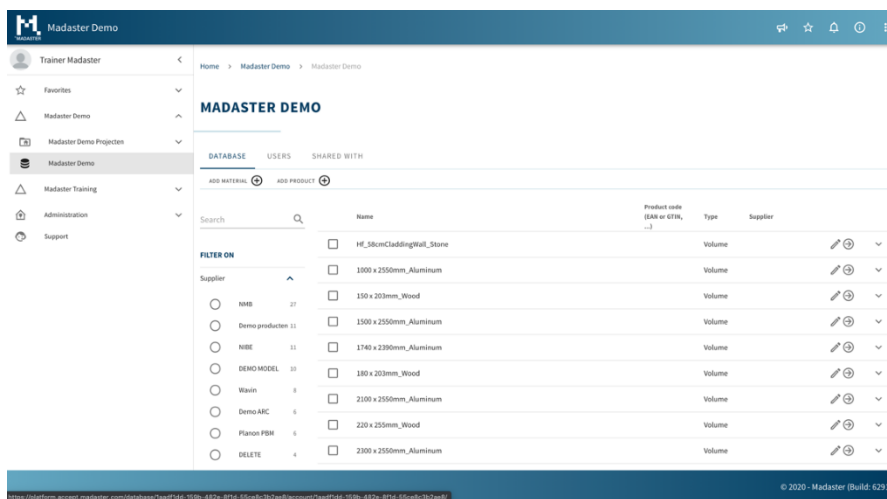 MADASTER
Madaster Demo
Trainer Madaster
Favorites
Madaster Demo
Madaster Demo Projecten
Madaster Demo
Madaster Training
Administration
Support
Home > Madaster Demo > Madaster Demo
MADASTER DEMO
DATABASE USERS SHARED WITH
ADD MATERIAL ADD PRODUCT
Search
FILTER ON
Supplier
NMB 27
Demo producten 11
NIBE 11
DEMO MODEL 10
Wavin 8
Demo ARC 6
Planon PBM 6
DELETE 4
Name Product code (EAN or GTIN, ...) Type Supplier
Hf_58cmCladdingWall_Stone Volume
1000 x 2550mm_Aluminum Volume
150 x 203mm_Wood Volume
1500 x 2550mm_Aluminum Volume
1740 x 2390mm_Aluminum Volume
180 x 203mm_Wood Volume
2100 x 2550mm_Aluminum Volume
220 x 255mm_Wood Volume
2300 x 2550mm_Aluminum Volume
© 2020 - Madaster (Build: 629